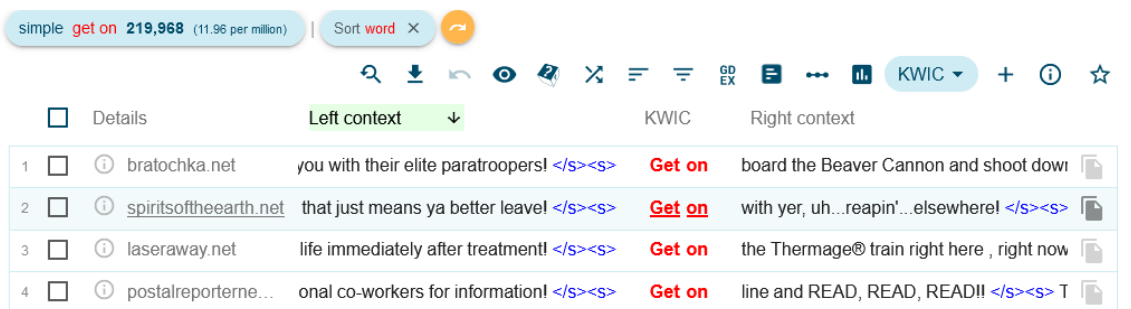 simple get on 219,968 (11.96 per million) | Sort word ×
GD EX KWIC
Details Left context KWIC Right context
1 bratochka.net you with their elite paratroopers! </s><s> Get on board the Beaver Cannon and shoot down
2 spiritsoftheearth.net that just means ya better leave! </s><s> Get on with yer, uh...reapin'...elsewhere! </s><s>
3 laseraway.net life immediately after treatment! </s><s> Get on the Thermage® train right here , right now
4 postalreporterne... onal co-workers for information! </s><s> Get on line and READ, READ, READ!! </s><s> T